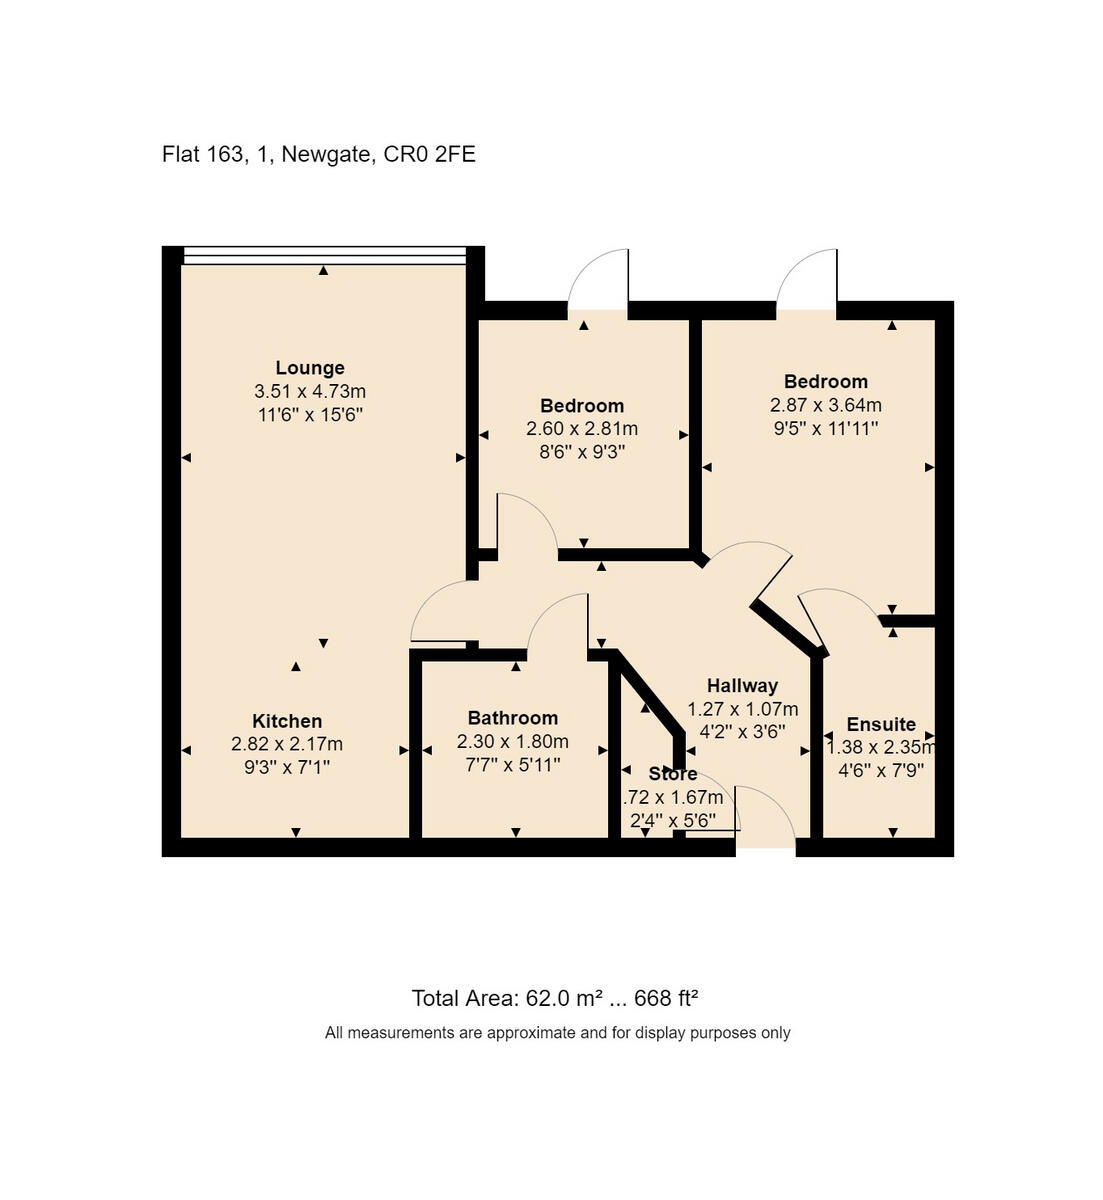 Flat 163, 1, Newgate, CR0 2FE
Lounge
3.51 x 4.73m
11'6" x 15'6"
Bedroom
2.60 x 2.81m
8'6" x 9'3"
Bedroom
2.87 x 3.64m
9'5" x 11'11"
Kitchen
2.82 x 2.17m
9'3" x 7'1"
Bathroom
2.30 x 1.80m
7'7" x 5'11"
Hallway
1.27 x 1.07m
4'2" x 3'6"
Store
.72 x 1.67m
2'4" x 5'6"
Ensuite
1.38 x 2.35m
4'6" x 7'9"
Total Area: 62.0 m² ... 668 ft²
All measurements are approximate and for display purposes only